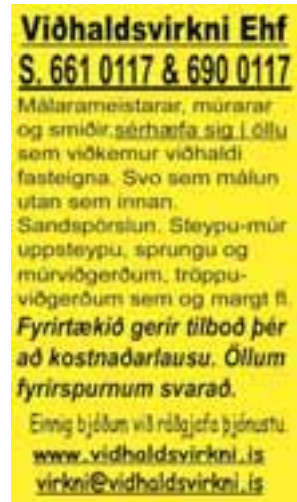 Viðhaldsvirkni Ehf
S. 661 0117 & 690 0117
Málarameistarar, múrarar
og smiðir,sérhæfa sig í öllu
sem viðkemur viðhaldi
fasteigna. Svo sem málun
utan sem innan.
Sandspörslun. Steypu-múr
uppsteypu, sprungu og
múrviðgerðum, tröppu-
viðgerðum sem og margt fl.
Fyrirtækið gerir tilboð þér
að kostnaðarlausu. Öllum
fyrirspurnum svarað.
Einnig bjóðum við ráðgjafa þjónustu.
www.vidhaldsvirkni.is
virkni@vidhaldsvirkni.is